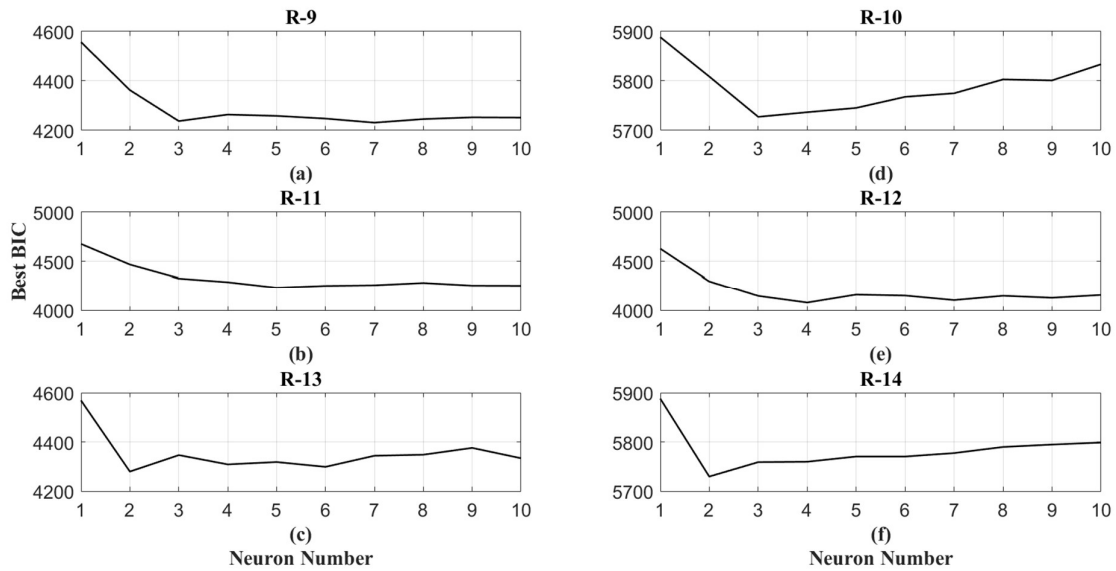 R-9
4600
4400
4200
1 2 3 4 5 6 7 8 9 10
(a)
R-11
5000
4500
4000
1 2 3 4 5 6 7 8 9 10
(b)
R-13
4600
4400
4200
1 2 3 4 5 6 7 8 9 10
(c)
Neuron Number
Best BIC
R-10
5900
5800
5700
1 2 3 4 5 6 7 8 9 10
(d)
R-12
5000
4500
4000
1 2 3 4 5 6 7 8 9 10
(e)
R-14
5900
5800
5700
1 2 3 4 5 6 7 8 9 10
(f)
Neuron Number